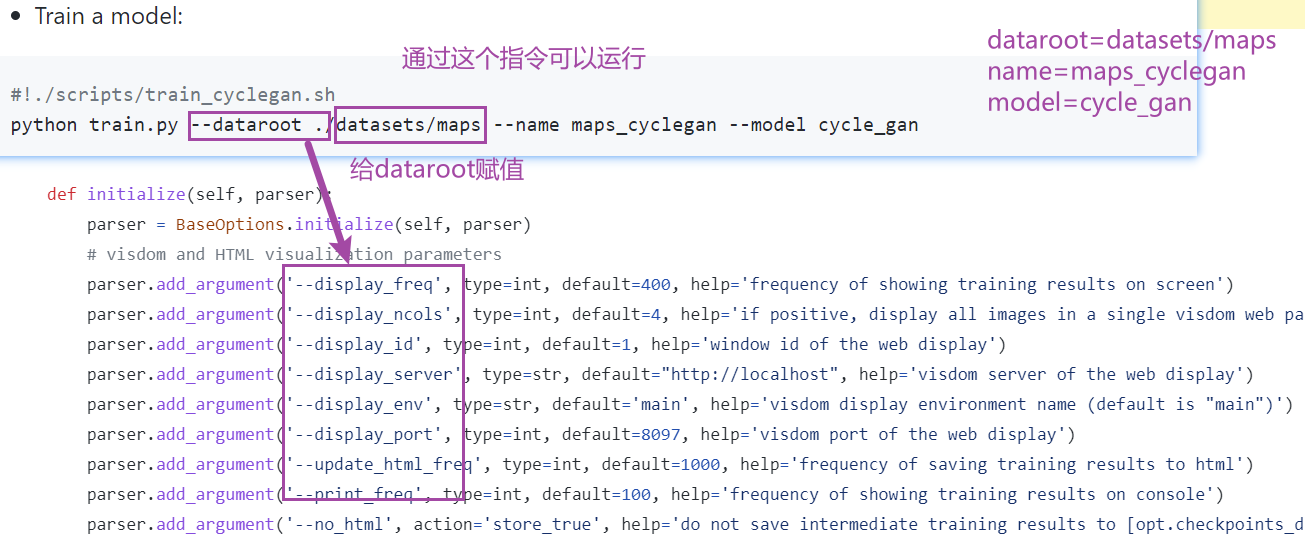 • Train a model:
通过这个指令可以运行
dataroot=datasets/maps
name=maps_cyclegan
model=cycle_gan
#!./scripts/train_cyclegan.sh
python train.py --dataroot ./datasets/maps --name maps_cyclegan --model cycle_gan
给dataroot赋值
def initialize(self, parser):
parser = BaseOptions.initialize(self, parser)
# visdom and HTML visualization parameters
parser.add_argument('--display_freq', type=int, default=400, help='frequency of showing training results on screen')
parser.add_argument('--display_ncols', type=int, default=4, help='if positive, display all images in a single visdom web pa
parser.add_argument('--display_id', type=int, default=1, help='window id of the web display')
parser.add_argument('--display_server', type=str, default="http://localhost", help='visdom server of the web display')
parser.add_argument('--display_env', type=str, default='main', help='visdom display environment name (default is "main")')
parser.add_argument('--display_port', type=int, default=8097, help='visdom port of the web display')
parser.add_argument('--update_html_freq', type=int, default=1000, help='frequency of saving training results to html')
parser.add_argument('--print_freq', type=int, default=100, help='frequency of showing training results on console')
parser.add_argument('--no_html', action='store_true', help='do not save intermediate training results to [opt.checkpoints_d